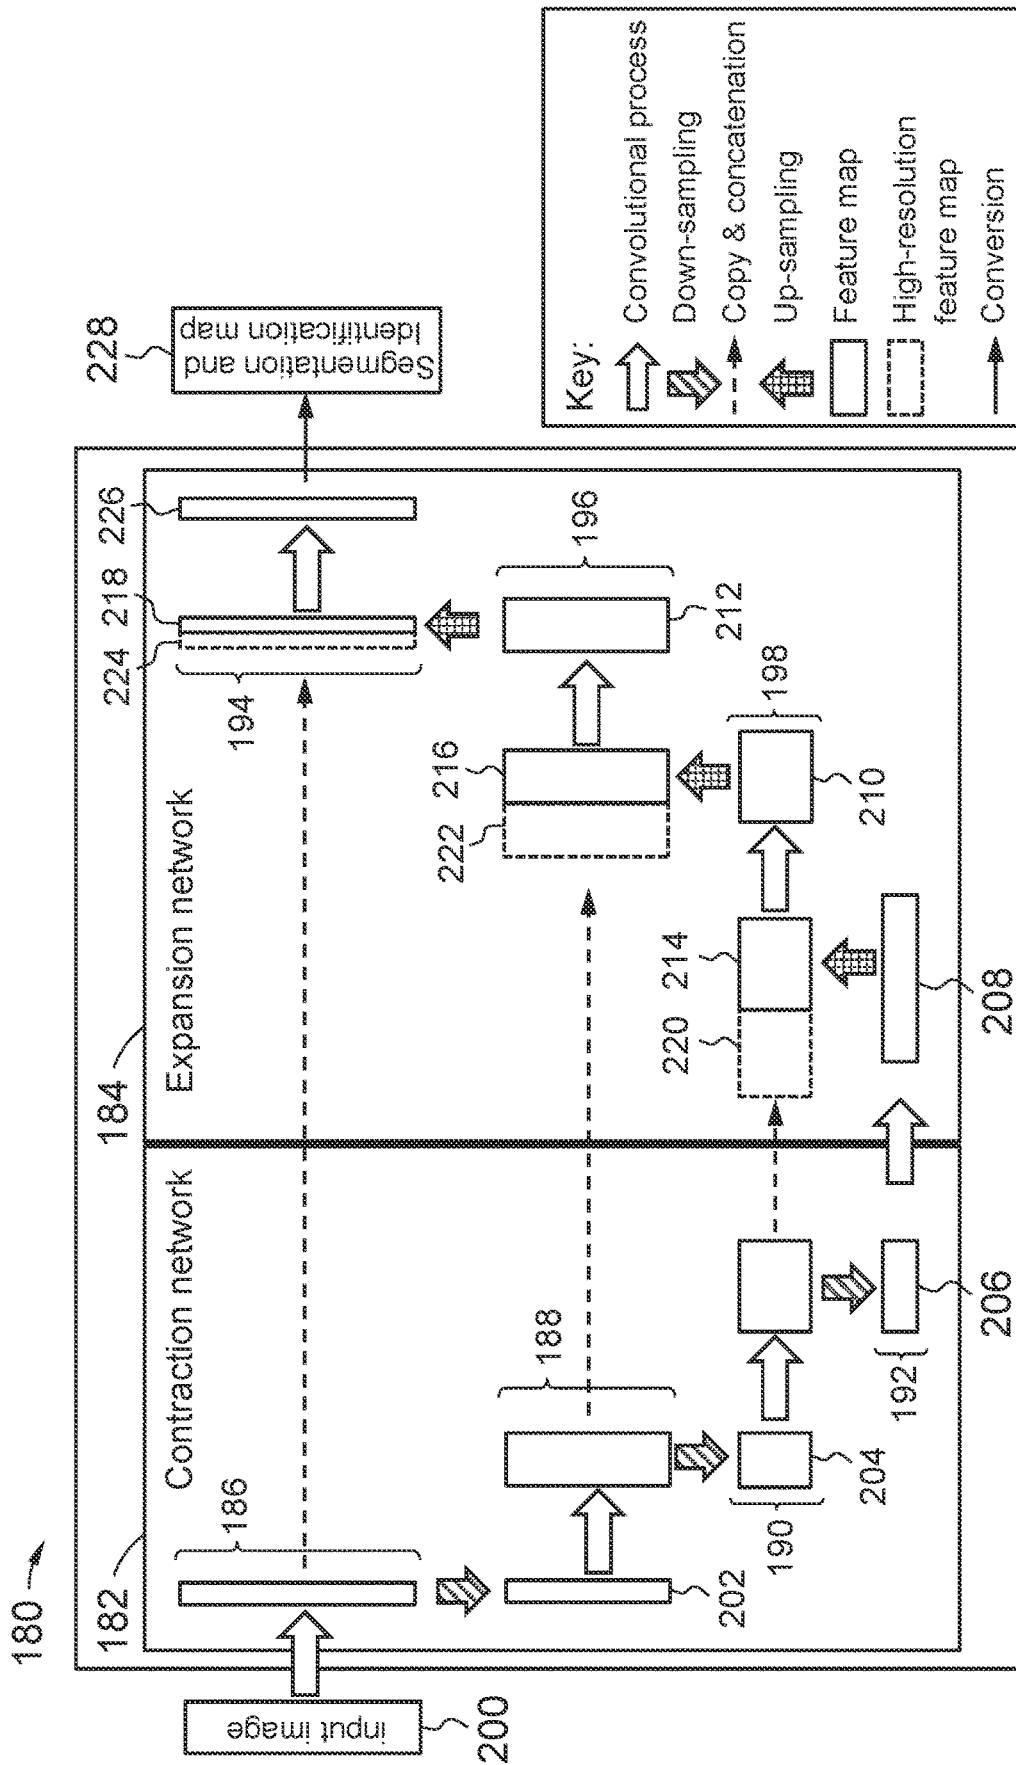 180
182
184
Contraction network
Expansion network
186
188
190
192
194
196
198
200
input image
202
204
206
208
210
212
214
216
218
220
222
224
226
228
Segmentation and
Identification map
Key:
Convolutional process
Down-sampling
Copy & concatenation
Up-sampling
Feature map
High-resolution
feature map
Conversion